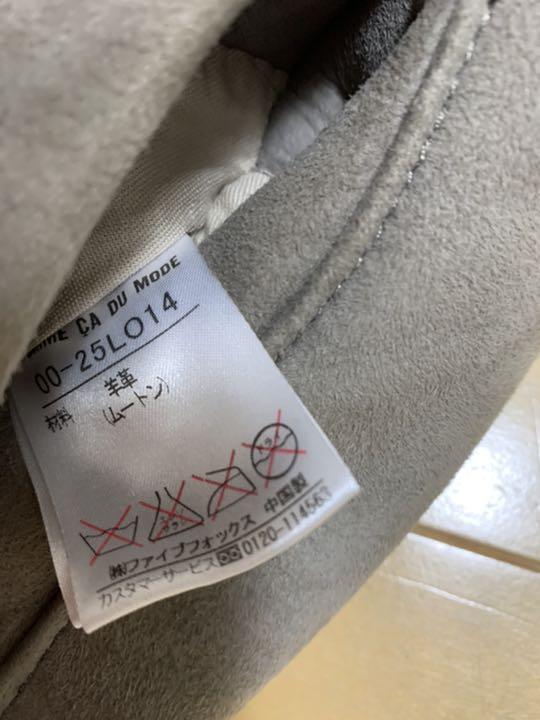 ÇA DU MODE
00-25LO14
材料 羊革
(ムートン)
ドライ
中国製
㈱ファイブフォックス
カスタマーサービス 0120-114563